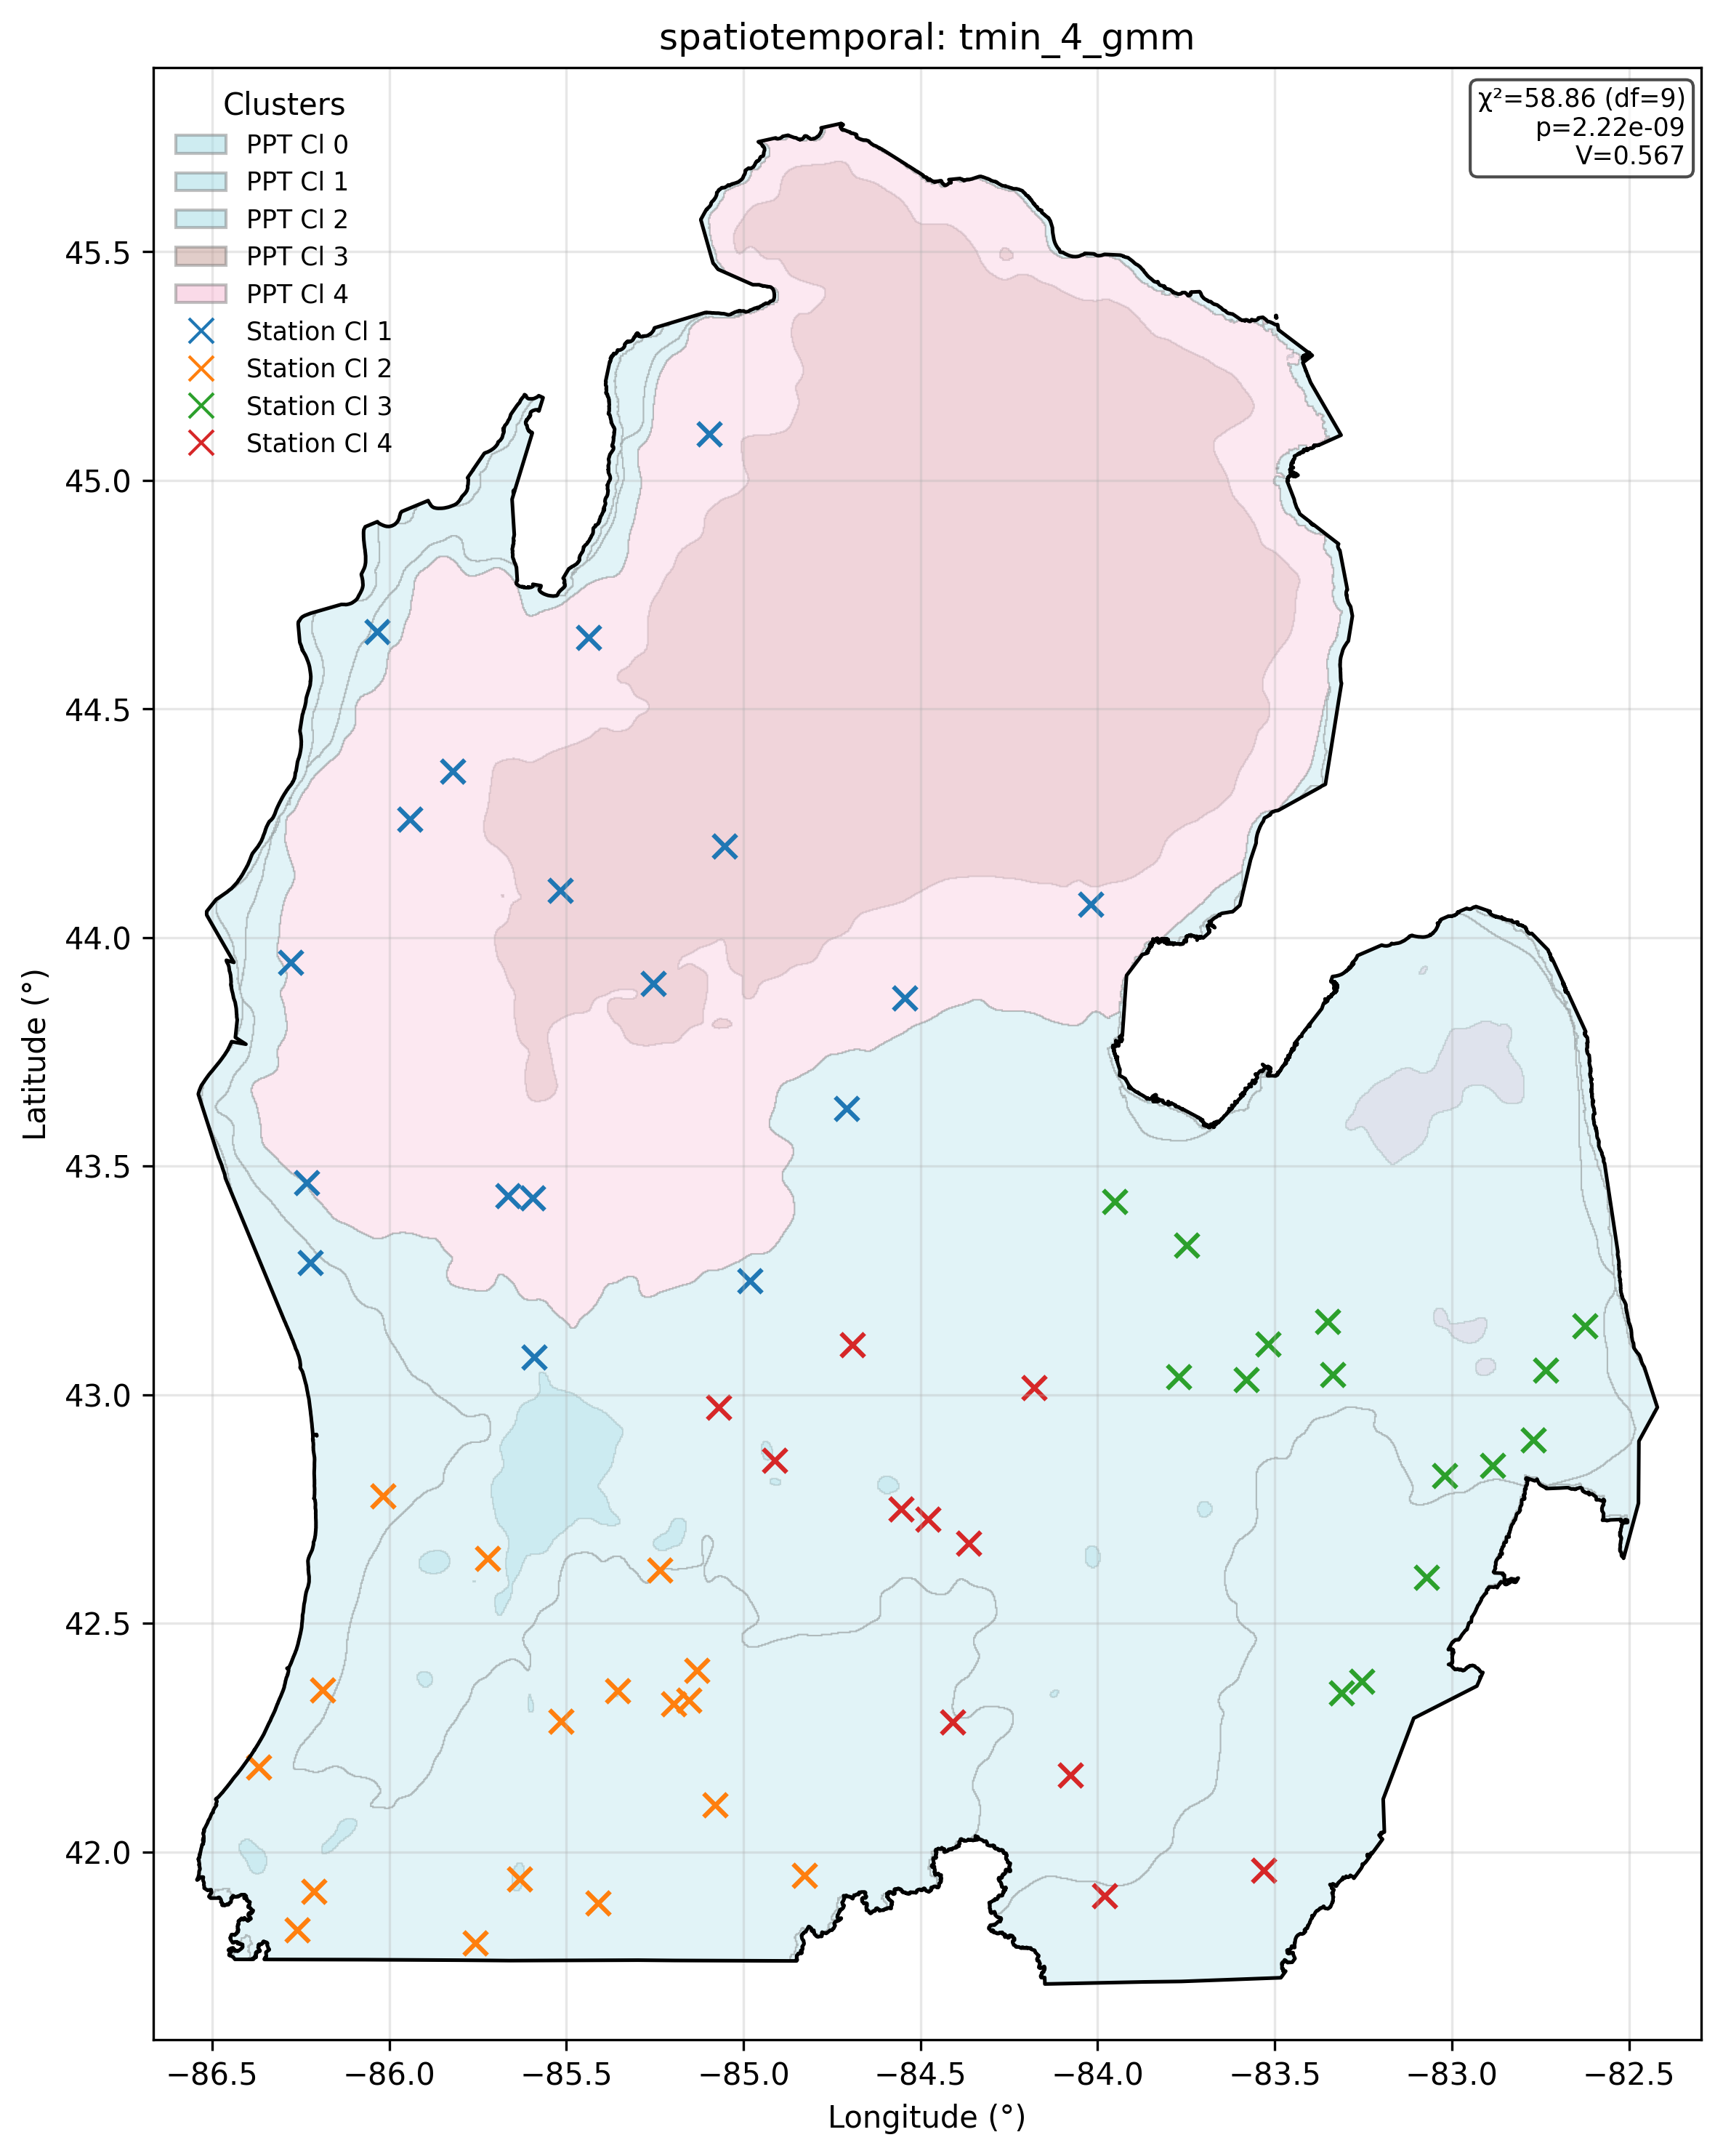 spatiotemporal: tmin_4_gmm
Clusters
PPT Cl 0
PPT Cl 1
PPT Cl 2
PPT Cl 3
PPT Cl 4
Station Cl 1
Station Cl 2
Station Cl 3
Station Cl 4
χ²=58.86 (df=9)
p=2.22e-09
V=0.567
45.5
45.0
44.5
44.0
43.5
43.0
42.5
42.0
Latitude (°)
−86.5
−86.0
−85.5
−85.0
−84.5
−84.0
−83.5
−83.0
−82.5
Longitude (°)